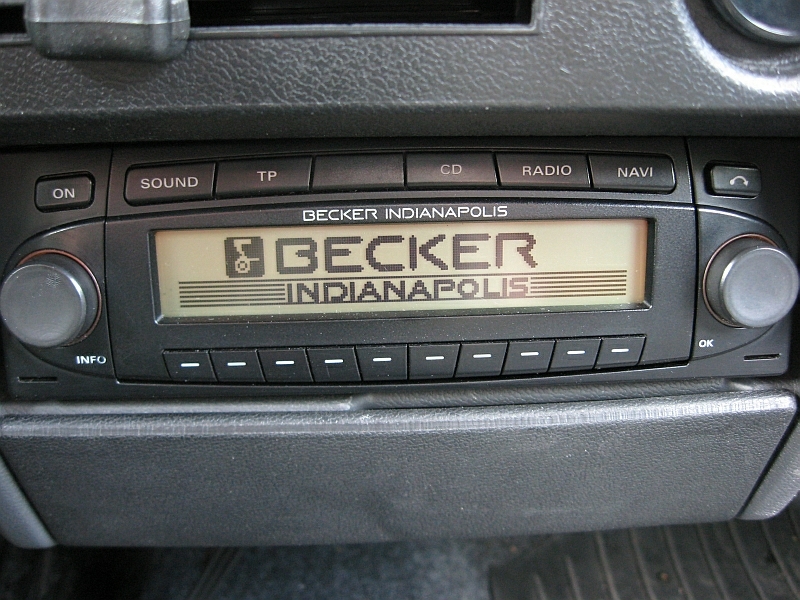 ON SOUND TP CD RADIO NAVI
BECKER INDIANAPOLIS
BECKER
INDIANAPOLIS
INFO OK